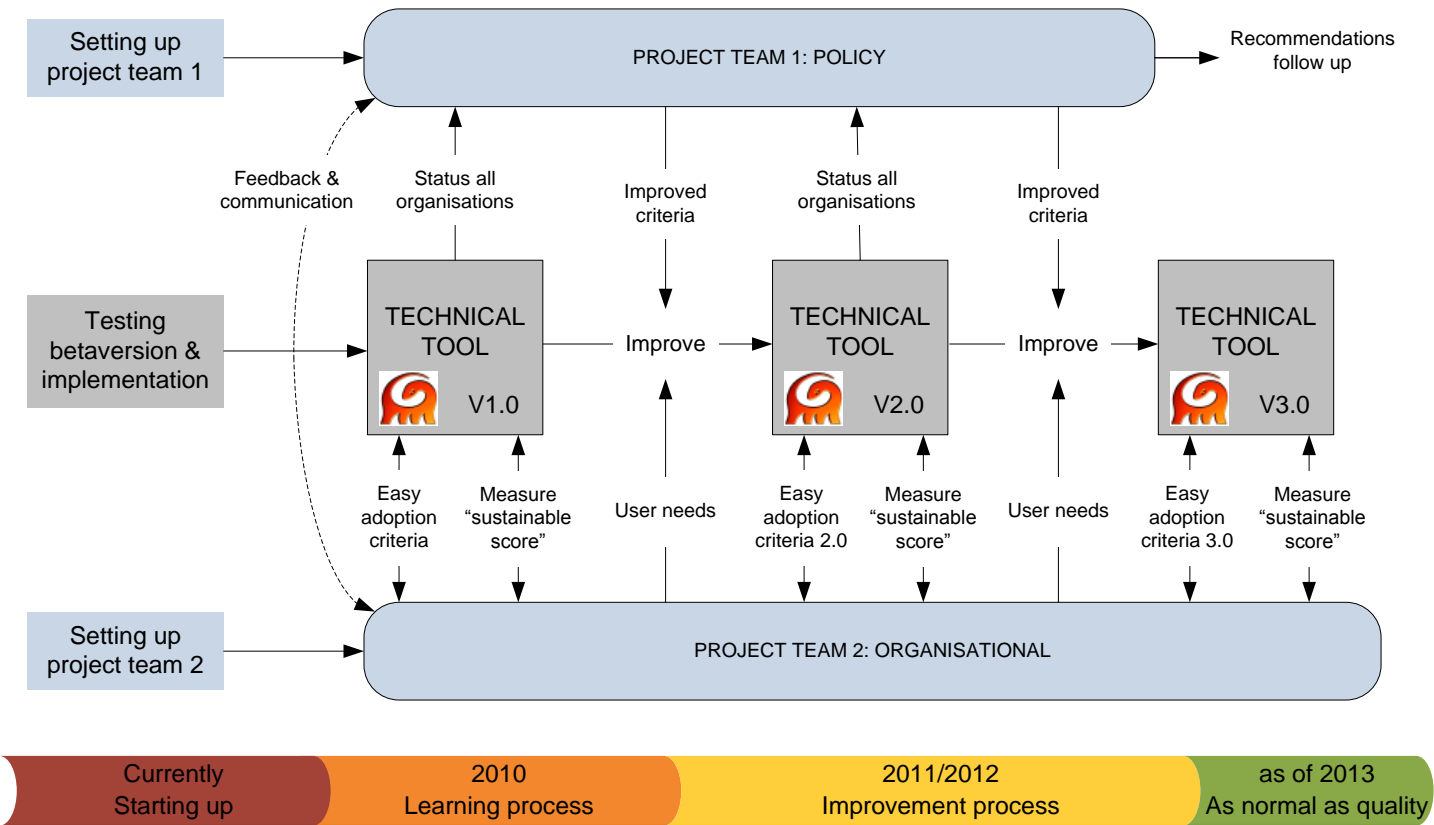 Setting up
project team 1
PROJECT TEAM 1: POLICY
Recommendations
follow up
Feedback &
communication
Status all
organisations
Improved
criteria
Status all
organisations
Improved
criteria
Testing
betaversion &
implementation
TECHNICAL
TOOL
V1.0
Improve
TECHNICAL
TOOL
V2.0
Improve
TECHNICAL
TOOL
V3.0
Easy
adoption
criteria
Measure
“sustainable
score”
User needs
Easy
adoption
criteria 2.0
Measure
“sustainable
score”
User needs
Easy
adoption
criteria 3.0
Measure
“sustainable
score”
Setting up
project team 2
PROJECT TEAM 2: ORGANISATIONAL
Currently
Starting up
2010
Learning process
2011/2012
Improvement process
as of 2013
As normal as quality